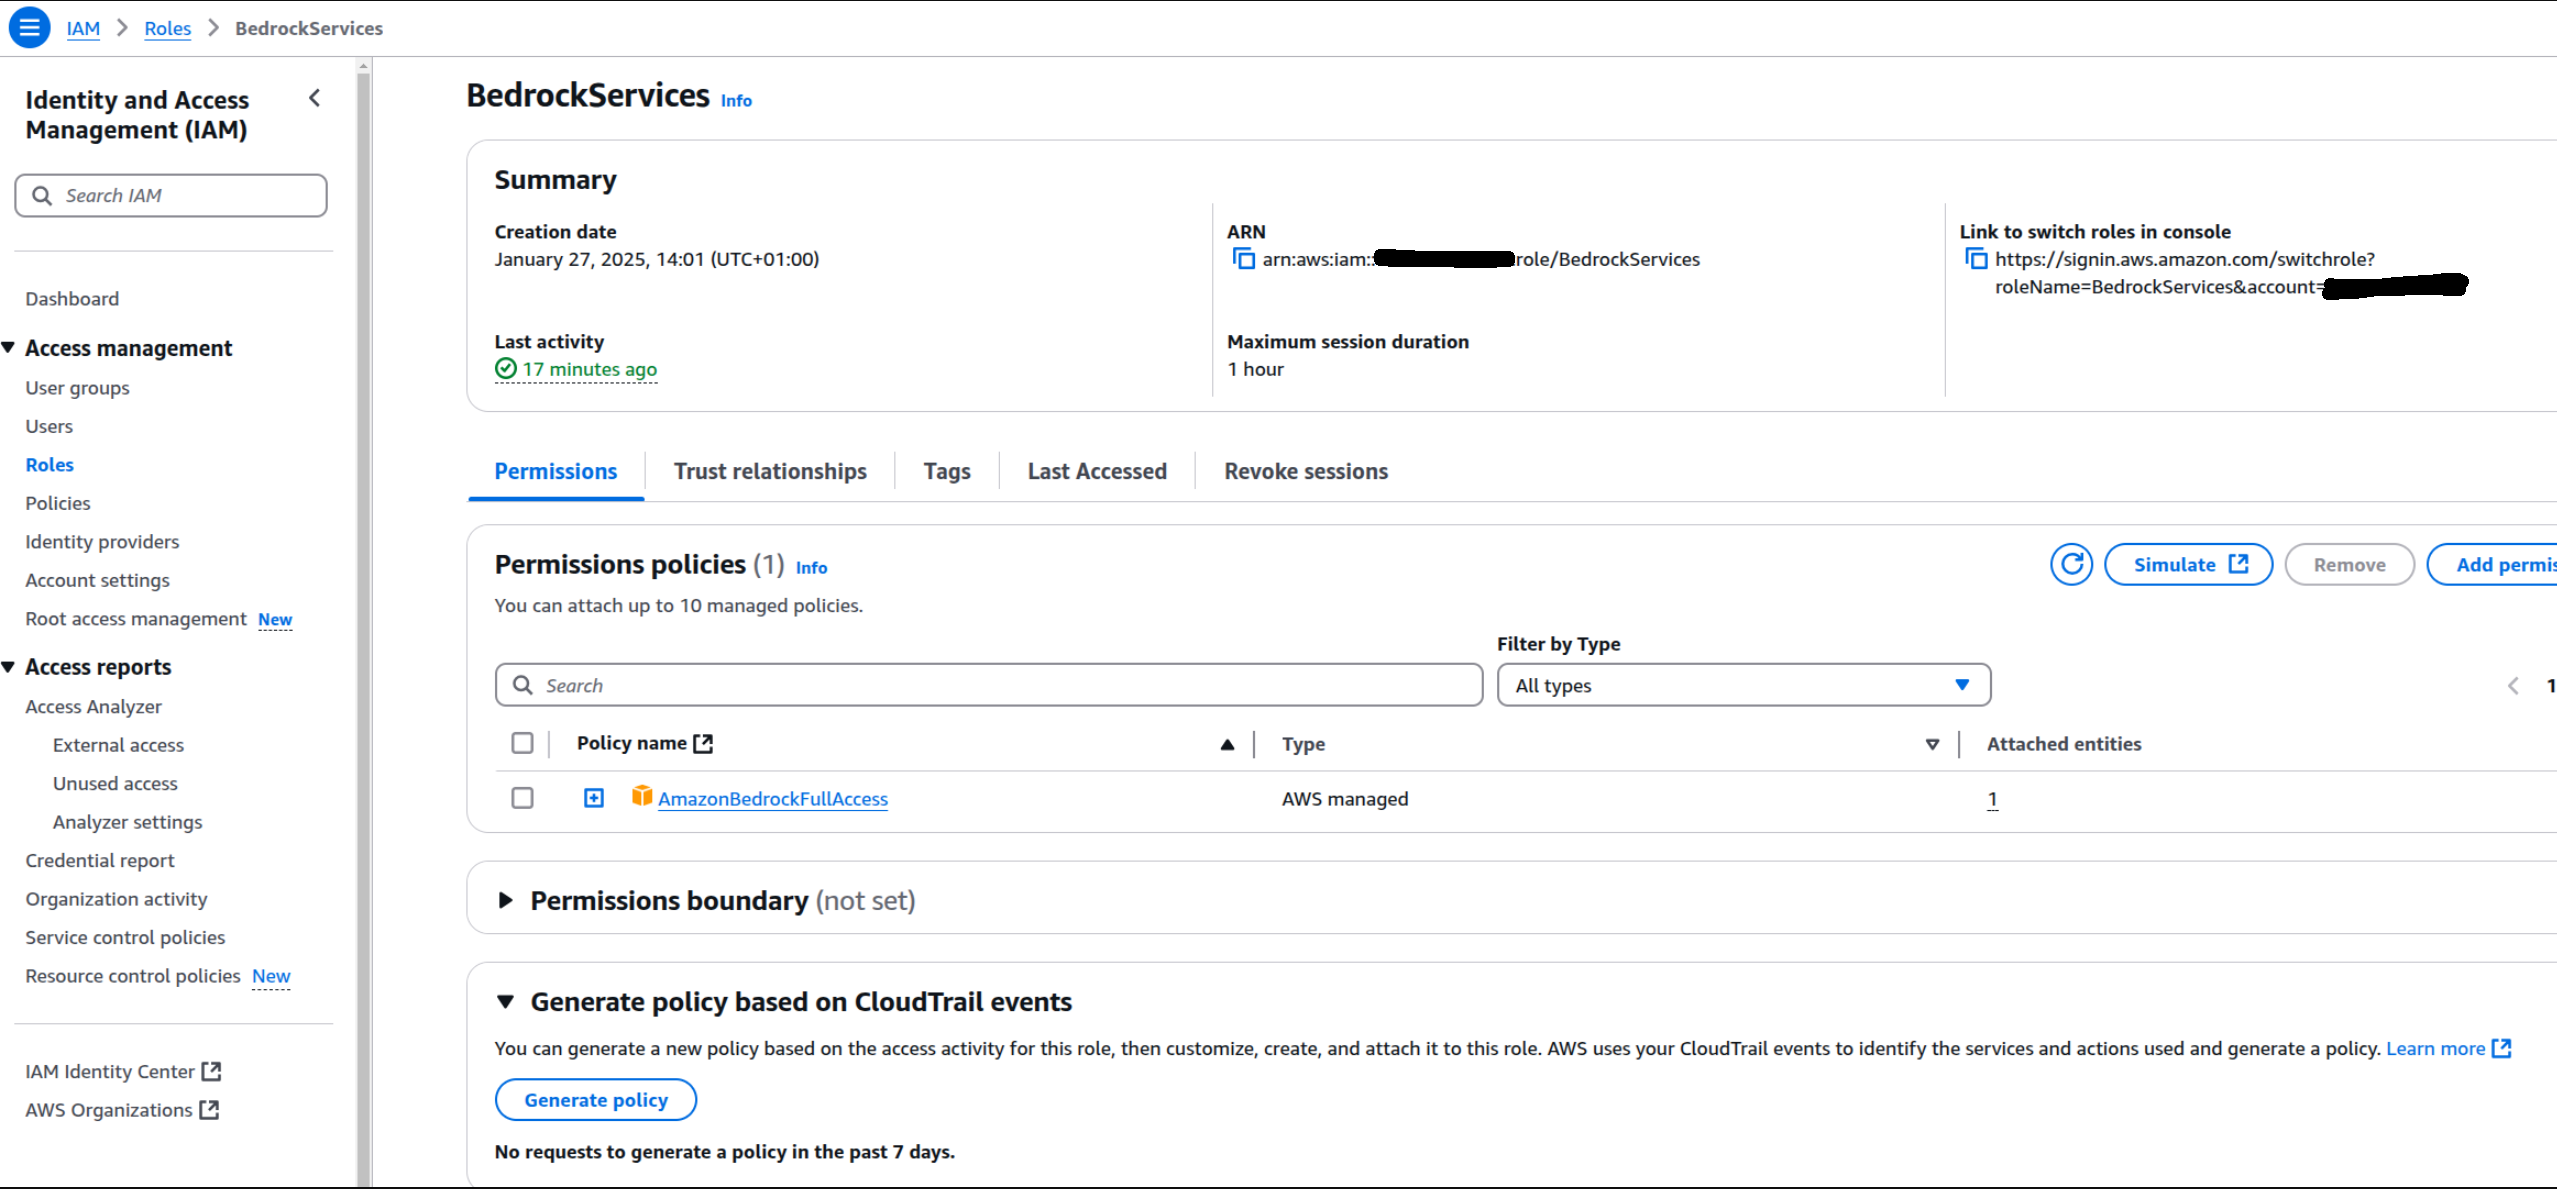 IAM > Roles > BedrockServices
Identity and Access
Management (IAM)
Search IAM
Dashboard
Access management
User groups
Users
Roles
Policies
Identity providers
Account settings
Root access management New
Access reports
Access Analyzer
External access
Unused access
Analyzer settings
Credential report
Organization activity
Service control policies
Resource control policies New
IAM Identity Center
AWS Organizations
BedrockServices Info
Summary
Creation date
January 27, 2025, 14:01 (UTC+01:00)
Last activity
17 minutes ago
ARN
arn:aws:iam: role/BedrockServices
Maximum session duration
1 hour
Link to switch roles in console
https://signin.aws.amazon.com/switchrole?
roleName=BedrockServices&account=
Permissions Trust relationships Tags Last Accessed Revoke sessions
Permissions policies (1) Info
Simulate Remove Add permis
You can attach up to 10 managed policies.
Filter by Type
Search All types 1
Policy name Type Attached entities
AmazonBedrockFullAccess AWS managed 1
Permissions boundary (not set)
Generate policy based on CloudTrail events
You can generate a new policy based on the access activity for this role, then customize, create, and attach it to this role. AWS uses your CloudTrail events to identify the services and actions used and generate a policy. Learn more
Generate policy
No requests to generate a policy in the past 7 days.